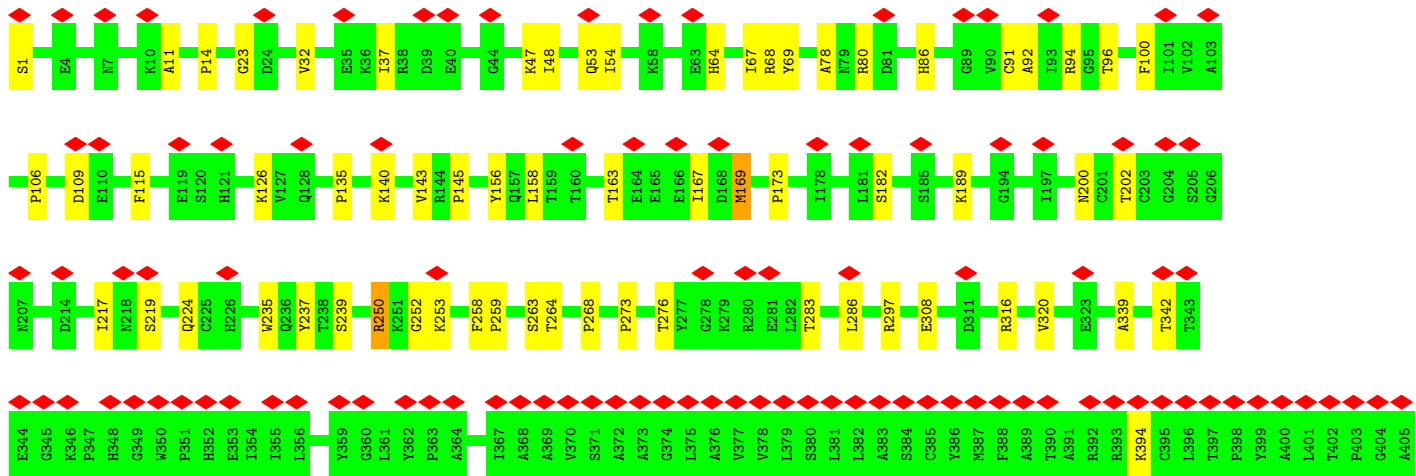 S1 E4 N7 K10 A11 P14 G23 D24 V32 E35 K36 I37 R38 D39 E40 G44 K47 I48 Q53 I54 K58 E63 H64 I67 R68 Y69 A78 N79 R80 D81 H86 G89 V90 C91 A92 I93 R94 G95 T96 F100 I101 V102 A103
P106 D109 E110 F115 E119 S120 H121 K126 V127 Q128 P135 K140 V143 R144 P145 Y156 Q157 L158 T159 T160 T163 E164 E165 E166 I167 D168 M169 P173 I178 L181 S182 S185 K189 G194 I197 N200 C201 T202 C203 G204 S205 G206
N207 D214 I217 N218 S219 Q224 C225 H226 W235 Q236 Y237 T238 S239 R250 K251 G252 K253 F258 P259 S263 T264 P268 P273 T276 Y277 G278 K279 R280 E281 L282 T283 L286 R297 E308 D311 R316 V320 E323 A339 T342 T343
E344 G345 K346 P347 H348 G349 W350 P351 H352 E353 I354 I355 L356 Y359 G360 L361 Y362 P363 A364 I367 A368 A369 V370 S371 A372 A373 G374 L375 A376 V377 V378 L379 S380 L381 L382 A383 S384 C385 Y386 M387 F388 A389 T390 A391 R392 R393 K394 C395 L396 T397 P398 Y399 A400 L401 T402 P403 G404 A405